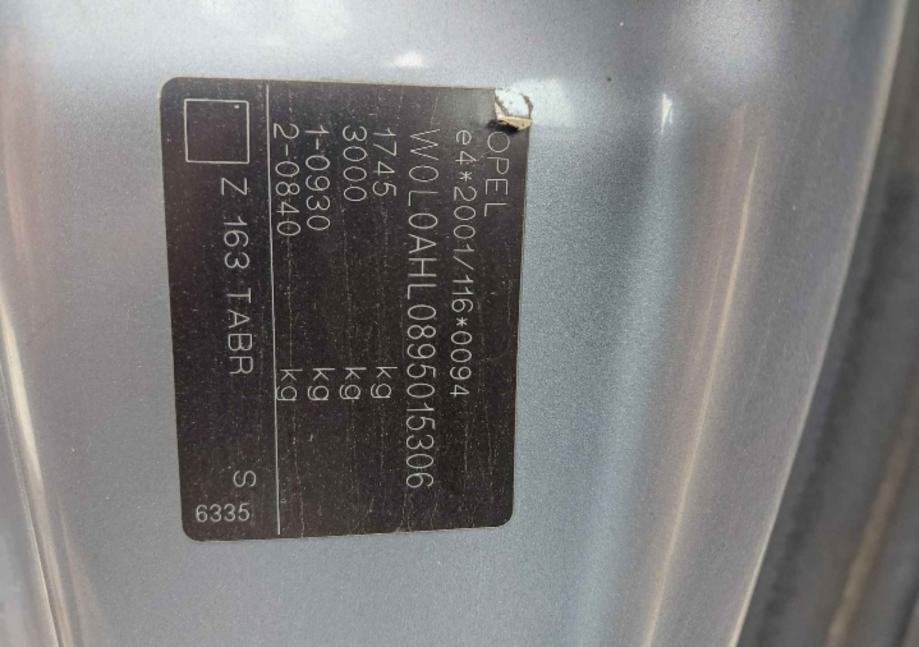 OPEL
e4*2001/116*0094
W0L0AHL0895015306
1745 kg
3000 kg
1-0930 kg
2-0840 kg
Z 163 TABR S
6335